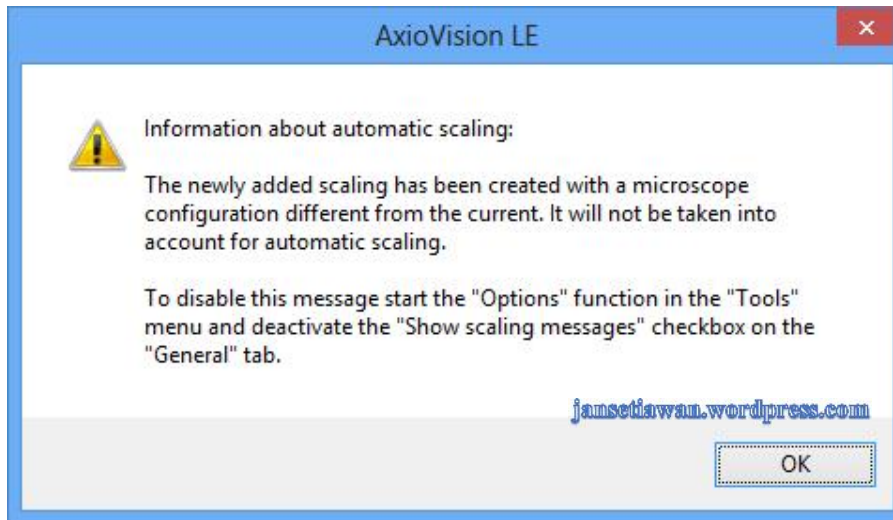 AxioVision LE
Information about automatic scaling:
The newly added scaling has been created with a microscope
configuration different from the current. It will not be taken into
account for automatic scaling.
To disable this message start the "Options" function in the "Tools"
menu and deactivate the "Show scaling messages" checkbox on the
"General" tab.
jansetiawan.wordpress.com
OK